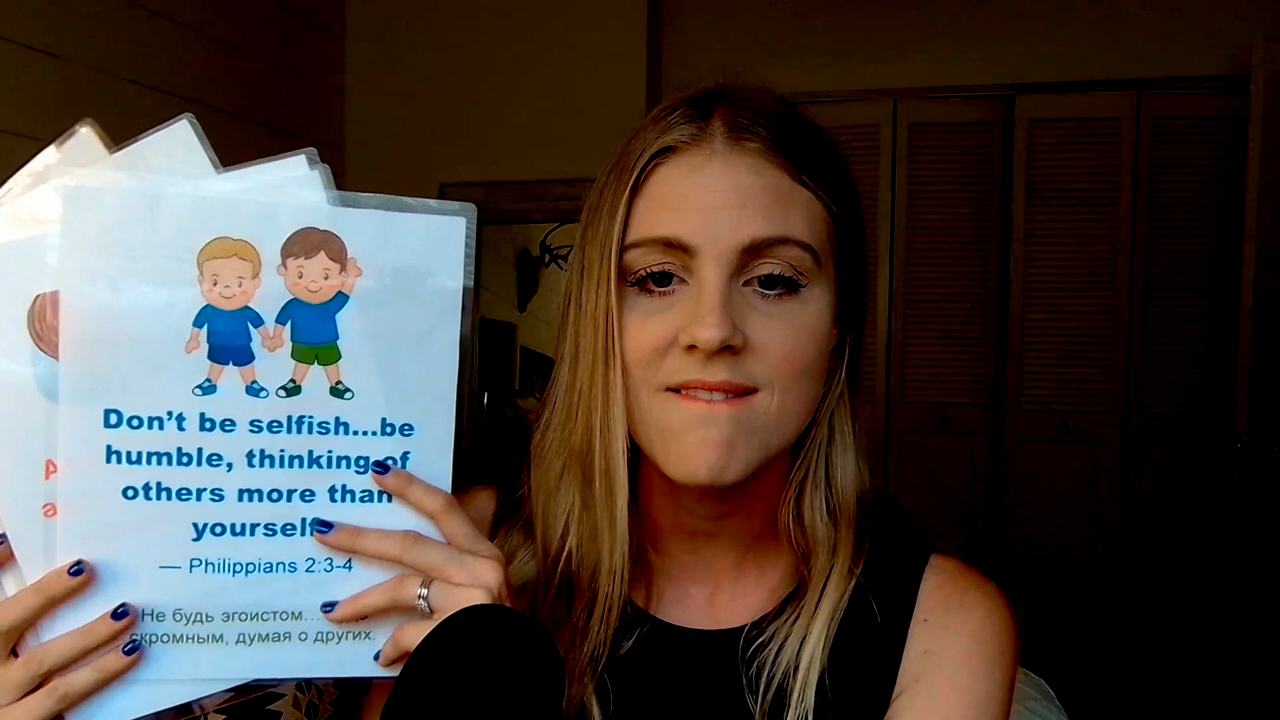 Don't be selfish...be
humble, thinking of
others more than
yourself
— Philippians 2:3-4
Не будь эгоистом...
скромным, думая о других.